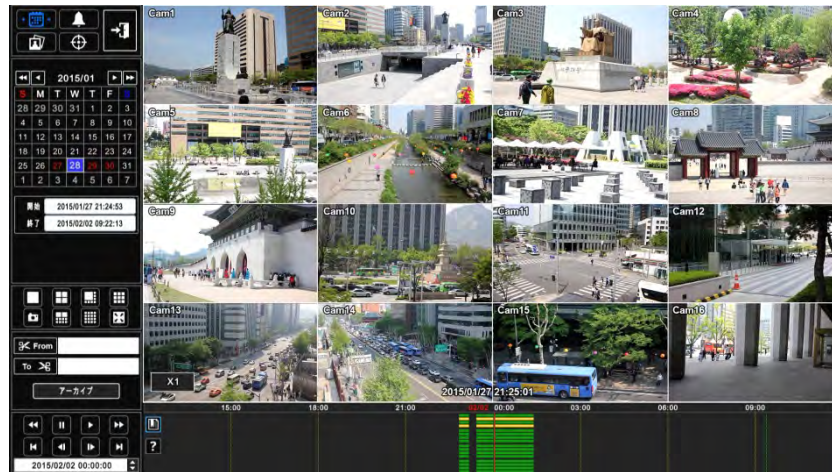 Cam1 Cam2 Cam3 Cam4
2015/01
S M T W T F S
28 29 30 31 1 2 3
4 5 6 7 8 9 10
11 12 13 14 15 16 17
18 19 20 21 22 23 24
25 26 27 28 29 30 31
1 2 3 4 5 6 7
Cam5 Cam6 Cam7 Cam8
開始 2015/01/27 21:24:53
終了 2015/02/02 09:22:13
Cam9 Cam10 Cam11 Cam12
Cam13 Cam14 Cam15 Cam16
From
To
アーカイブ
X1
2015/01/27 21:25:01
15:00 18:00 21:00 02/02 00:00 03:00 06:00 09:00
?
2015/02/02 00:00:00